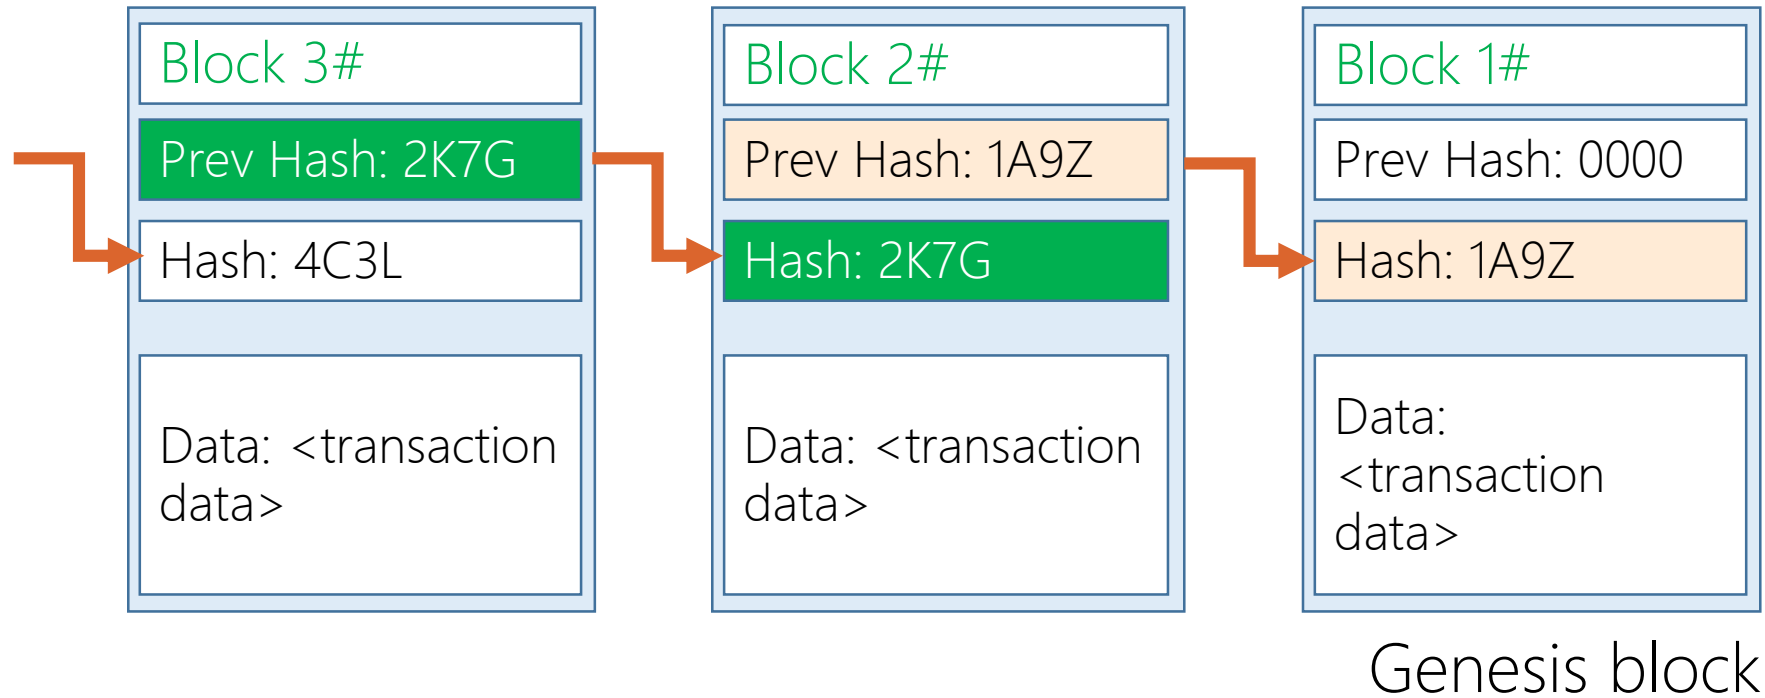 Block 3#
Prev Hash: 2K7G
Hash: 4C3L
Data: <transaction
data>
Block 2#
Prev Hash: 1A9Z
Hash: 2K7G
Data: <transaction
data>
Block 1#
Prev Hash: 0000
Hash: 1A9Z
Data:
<transaction
data>
Genesis block